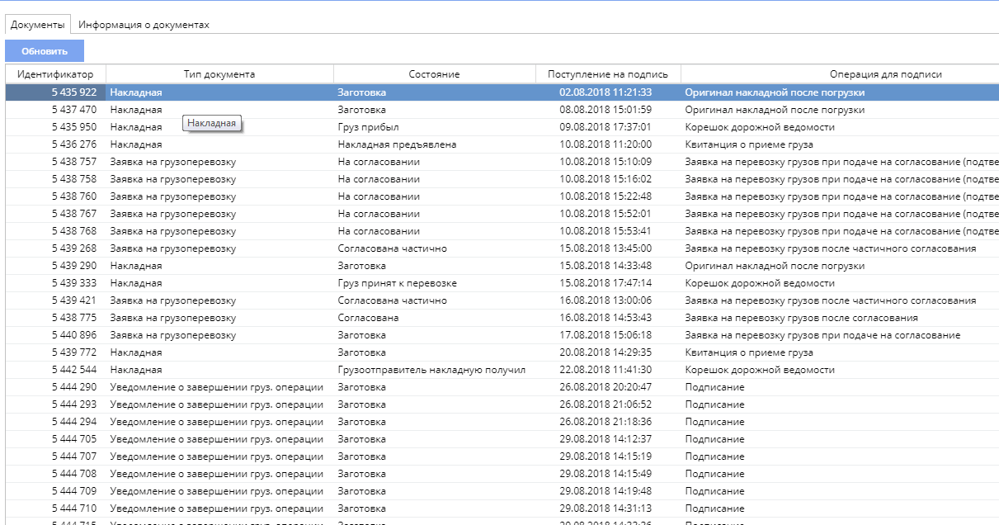 Документы Информация о документах
Обновить
Идентификатор Тип документа Состояние Поступление на подпись Операция для подписи
5 435 922 Накладная Заготовка 02.08.2018 11:21:33 Оригинал накладной после погрузки
5 437 470 Накладная Заготовка 08.08.2018 15:01:59 Оригинал накладной после погрузки
Накладная
5 435 950 Накладная Груз прибыл 09.08.2018 17:37:01 Корешок дорожной ведомости
5 436 276 Накладная Накладная предъявлена 10.08.2018 11:20:00 Квитанция о приеме груза
5 438 757 Заявка на грузоперевозку На согласовании 10.08.2018 15:10:09 Заявка на перевозку грузов при подаче на согласование (подтве
5 438 758 Заявка на грузоперевозку На согласовании 10.08.2018 15:16:02 Заявка на перевозку грузов при подаче на согласование (подтве
5 438 760 Заявка на грузоперевозку На согласовании 10.08.2018 15:22:48 Заявка на перевозку грузов при подаче на согласование (подтве
5 438 767 Заявка на грузоперевозку На согласовании 10.08.2018 15:52:01 Заявка на перевозку грузов при подаче на согласование (подтве
5 438 768 Заявка на грузоперевозку На согласовании 10.08.2018 15:53:41 Заявка на перевозку грузов при подаче на согласование (подтве
5 439 268 Заявка на грузоперевозку Согласована частично 15.08.2018 13:45:00 Заявка на перевозку грузов после частичного согласования
5 439 290 Накладная Заготовка 15.08.2018 14:33:48 Оригинал накладной после погрузки
5 439 333 Накладная Груз принят к перевозке 15.08.2018 17:47:14 Корешок дорожной ведомости
5 439 421 Заявка на грузоперевозку Согласована частично 16.08.2018 13:00:06 Заявка на перевозку грузов после частичного согласования
5 438 775 Заявка на грузоперевозку Согласована 16.08.2018 14:53:43 Заявка на перевозку грузов после согласования
5 440 896 Заявка на грузоперевозку Заготовка 17.08.2018 15:06:18 Заявка на перевозку грузов при подаче на согласование
5 439 772 Накладная Заготовка 20.08.2018 14:29:35 Квитанция о приеме груза
5 442 544 Накладная Грузоотправитель накладную получил 22.08.2018 11:41:30 Корешок дорожной ведомости
5 444 290 Уведомление о завершении груз. операции Заготовка 26.08.2018 20:20:47 Подписание
5 444 293 Уведомление о завершении груз. операции Заготовка 26.08.2018 21:06:52 Подписание
5 444 294 Уведомление о завершении груз. операции Заготовка 26.08.2018 21:18:36 Подписание
5 444 705 Уведомление о завершении груз. операции Заготовка 29.08.2018 14:12:37 Подписание
5 444 707 Уведомление о завершении груз. операции Заготовка 29.08.2018 14:15:19 Подписание
5 444 708 Уведомление о завершении груз. операции Заготовка 29.08.2018 14:15:49 Подписание
5 444 709 Уведомление о завершении груз. операции Заготовка 29.08.2018 14:19:48 Подписание
5 444 710 Уведомление о завершении груз. операции Заготовка 29.08.2018 14:31:13 Подписание